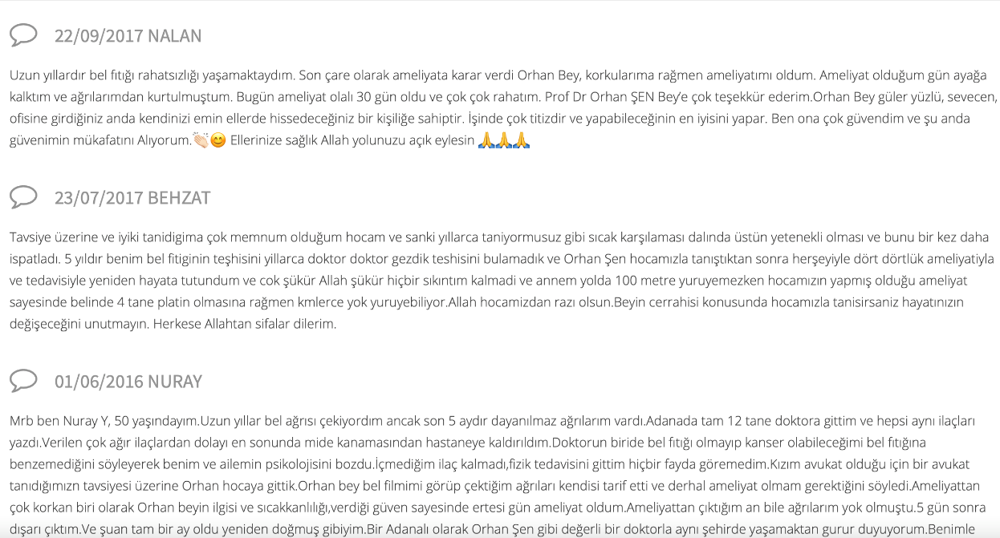 22/09/2017 NALAN
Uzun yıllardır bel fıtığı rahatsızlığı yaşamaktaydım. Son çare olarak ameliyata karar verdi Orhan Bey, korkularıma rağmen ameliyatımı oldum. Ameliyat olduğum gün ayağa
kalktım ve ağrılarımdan kurtulmuştum. Bugün ameliyat olalı 30 gün oldu ve çok çok rahatım. Prof Dr Orhan ŞEN Bey’e çok teşekkür ederim.Orhan Bey güler yüzlü, sevecen,
ofisine girdiğiniz anda kendinizi emin ellerde hissedeceğiniz bir kişiliğe sahiptir. İşinde çok titizdir ve yapabileceğinin en iyisini yapar. Ben ona çok güvendim ve şu anda
güvenimin mükafatını Alıyorum.👏🏻😊 Ellerinize sağlık Allah yolunuzu açık eylesin 🙏🙏🙏
23/07/2017 BEHZAT
Tavsiye üzerine ve iyiki tanidigima çok memnum olduğum hocam ve sanki yıllarca taniyormusuz gibi sıcak karşılaması dalında üstün yetenekli olması ve bunu bir kez daha
ispatladı. 5 yıldır benim bel fitiginin teşhisini yillarca doktor doktor gezdik teshisini bulamadık ve Orhan Şen hocamızla tanıştıktan sonra herşeyiyle dört dörtlük ameliyatiyla
ve tedavisiyle yeniden hayata tutundum ve cok şükür Allah şükür hiçbir sıkıntım kalmadi ve annem yolda 100 metre yuruyemezken hocamızın yapmış olduğu ameliyat
sayesinde belinde 4 tane platin olmasına rağmen kmlerce yok yuruyebiliyor.Allah hocamizdan razı olsun.Beyin cerrahisi konusunda hocamızla tanisirsaniz hayatınızın
değişeceğini unutmayın. Herkese Allahtan sifalar dilerim.
01/06/2016 NURAY
Mrb ben Nuray Y, 50 yaşındayım.Uzun yıllar bel ağrısı çekiyordım ancak son 5 aydır dayanılmaz ağrılarım vardı.Adanada tam 12 tane doktora gittim ve hepsi aynı ilaçları
yazdı.Verilen çok ağır ilaçlardan dolayı en sonunda mide kanamasından hastaneye kaldırıldım.Doktorun biride bel fıtığı olmayıp kanser olabileceğimi bel fıtığına
benzemediğini söyleyerek benim ve ailemin psikolojisini bozdu.İçmediğim ilaç kalmadı,fizik tedavisini gittim hiçbir fayda göremedim.Kızım avukat olduğu için bir avukat
tanıdığımızn tavsiyesi üzerine Orhan hocaya gittik.Orhan bey bel filmimi görüp çektiğim ağrıları kendisi tarif etti ve derhal ameliyat olmam gerektiğini söyledi.Ameliyattan
çok korkan biri olarak Orhan beyin ilgisi ve sıcakkanlılığı,verdiği güven sayesinde ertesi gün ameliyat oldum.Ameliyattan çıktığım an bile ağrılarım yok olmuştu.5 gün sonra
dışarı çıktım.Ve şuan tam bir ay oldu yeniden doğmuş gibiyim.Bir Adanalı olarak Orhan Şen gibi değerli bir doktorla aynı şehirde yaşamaktan gurur duyuyorum.Benimle